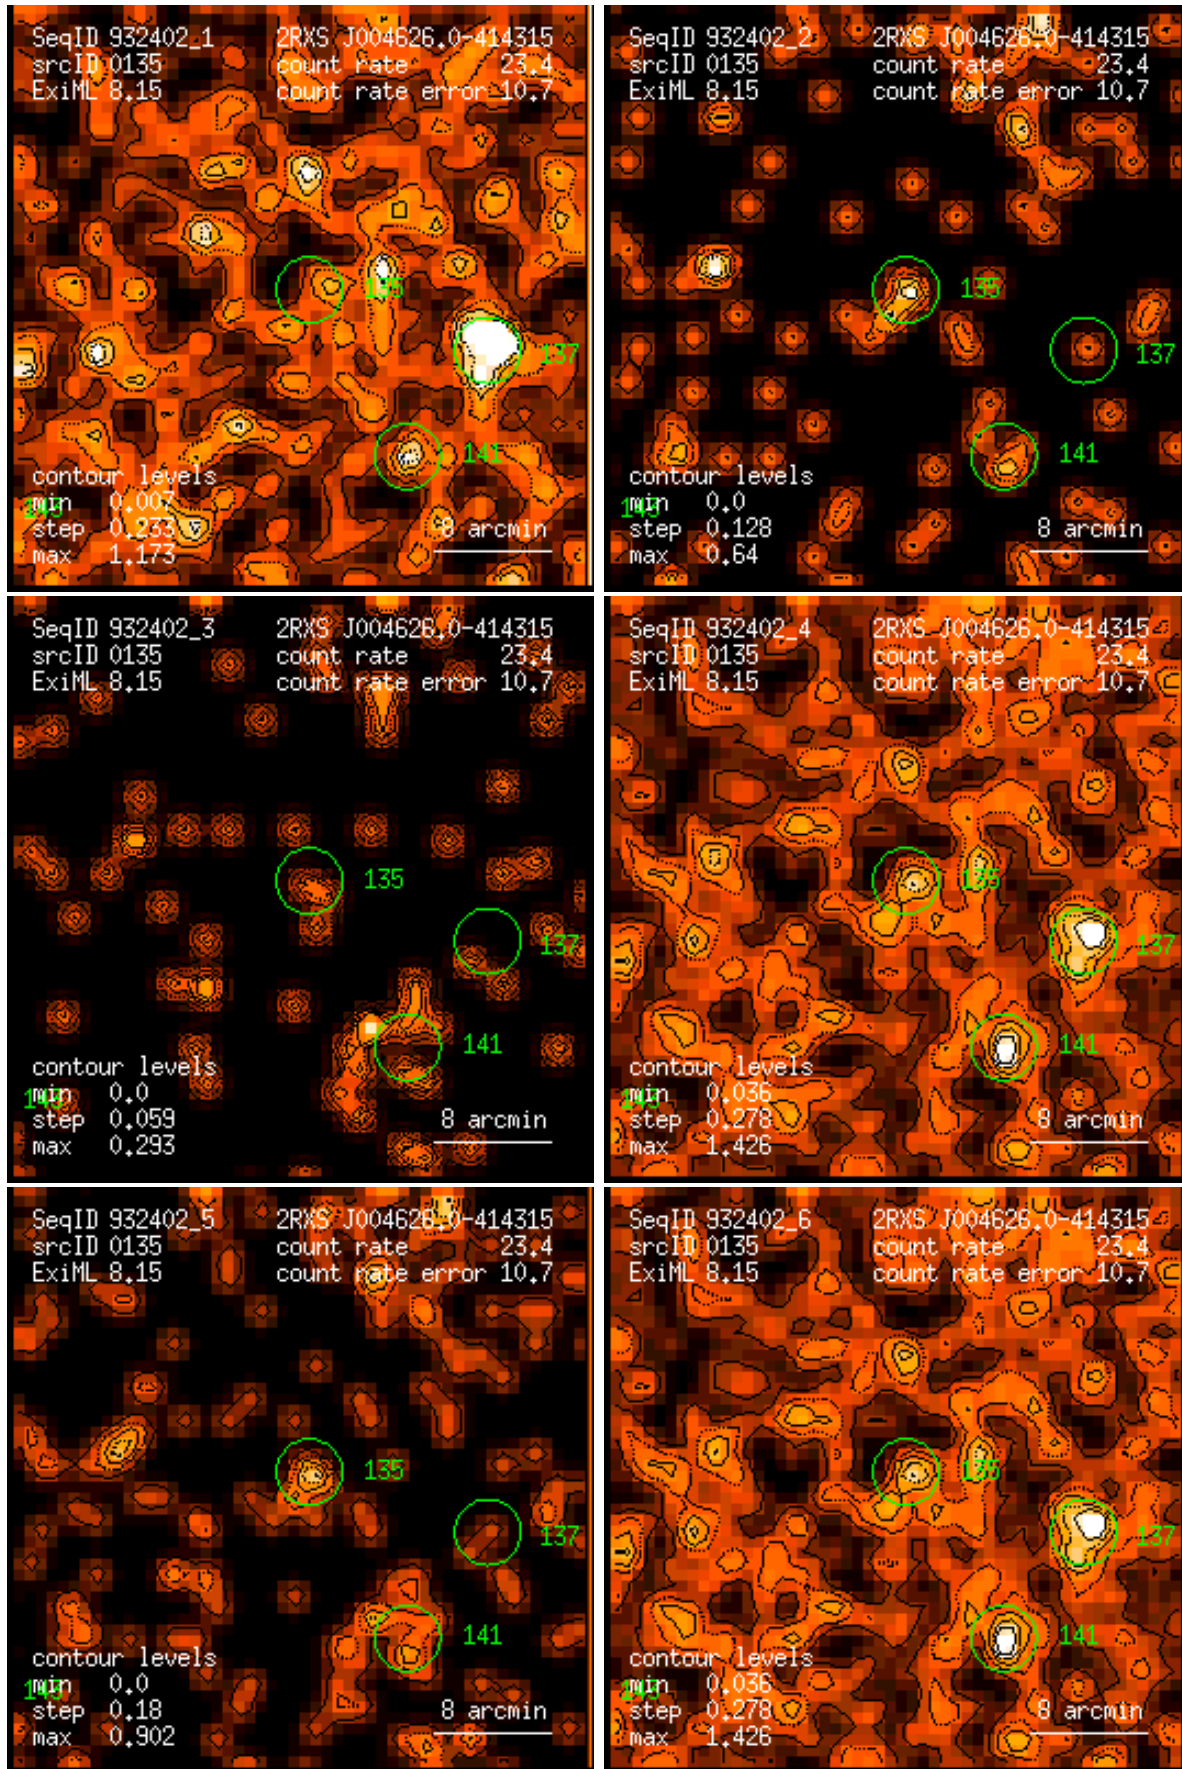 SeqID 932402_1 2RXS J004626.0-414315
srcID 0135 count rate 23.4
ExiML 8.15 count rate error 10.7
135
137
141
contour levels
min 0.007
143
step 0.233 8 arcmin
max 1.173
SeqID 932402_2 2RXS J004626.0-414315
srcID 0135 count rate 23.4
ExiML 8.15 count rate error 10.7
135
137
141
contour levels
min 0.0
143
step 0.128 8 arcmin
max 0.64
SeqID 932402_3 2RXS J004626.0-414315
srcID 0135 count rate 23.4
ExiML 8.15 count rate error 10.7
135
137
141
contour levels
min 0.0
143
step 0.059 8 arcmin
max 0.293
SeqID 932402_4 2RXS J004626.0-414315
srcID 0135 count rate 23.4
ExiML 8.15 count rate error 10.7
135
137
141
contour levels
min 0.036
143
step 0.278 8 arcmin
max 1.426
SeqID 932402_5 2RXS J004626.0-414315
srcID 0135 count rate 23.4
ExiML 8.15 count rate error 10.7
135
137
141
contour levels
min 0.0
143
step 0.18 8 arcmin
max 0.902
SeqID 932402_6 2RXS J004626.0-414315
srcID 0135 count rate 23.4
ExiML 8.15 count rate error 10.7
135
137
141
contour levels
min 0.036
143
step 0.278 8 arcmin
max 1.426